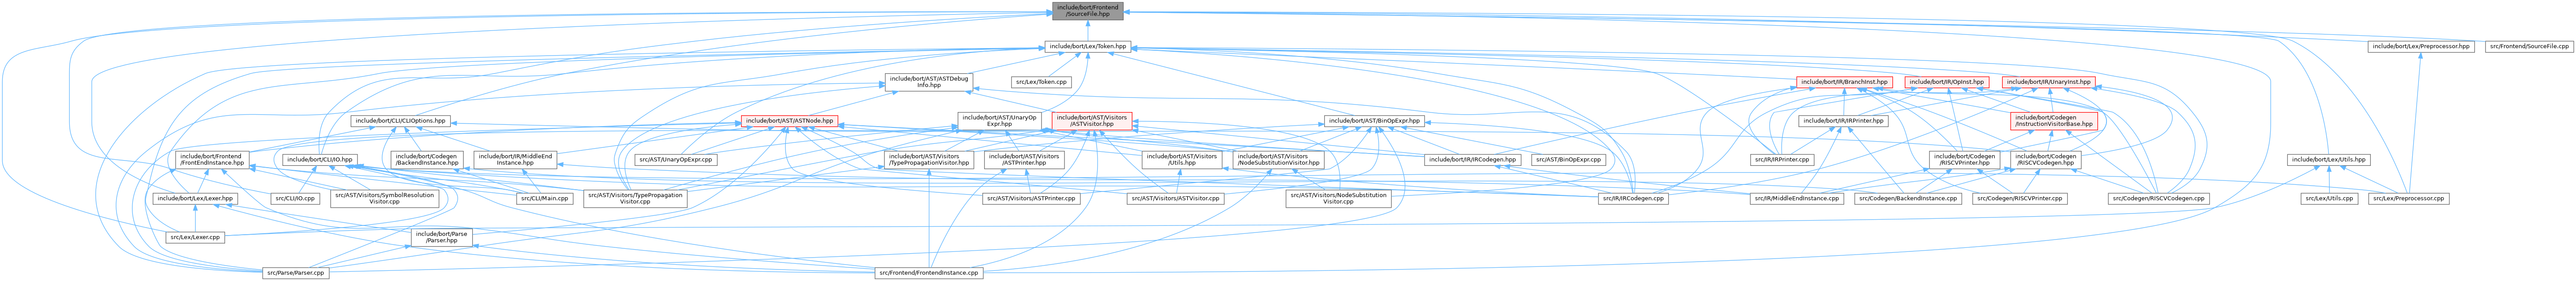 include/bort/Frontend
/SourceFile.hpp
include/bort/Lex/Token.hpp
include/bort/Lex/Preprocessor.hpp
src/Frontend/SourceFile.cpp
include/bort/AST/ASTDebug
Info.hpp
src/Lex/Token.cpp
include/bort/IR/BranchInst.hpp
include/bort/IR/OpInst.hpp
include/bort/IR/UnaryInst.hpp
include/bort/CLI/CLIOptions.hpp
include/bort/AST/ASTNode.hpp
include/bort/AST/UnaryOp
Expr.hpp
include/bort/AST/Visitors
/ASTVisitor.hpp
include/bort/AST/BinOpExpr.hpp
include/bort/IR/IRPrinter.hpp
include/bort/Codegen
/InstructionVisitorBase.hpp
include/bort/Frontend
/FrontEndInstance.hpp
include/bort/CLI/IO.hpp
include/bort/Codegen
/BackendInstance.hpp
include/bort/IR/MiddleEnd
Instance.hpp
src/AST/UnaryOpExpr.cpp
include/bort/AST/Visitors
/TypePropagationVisitor.hpp
include/bort/AST/Visitors
/ASTPrinter.hpp
include/bort/AST/Visitors
/Utils.hpp
include/bort/AST/Visitors
/NodeSubstitutionVisitor.hpp
include/bort/IR/IRCodegen.hpp
src/AST/BinOpExpr.cpp
src/IR/IRPrinter.cpp
include/bort/Codegen
/RISCVPrinter.hpp
include/bort/Codegen
/RISCVCodegen.hpp
include/bort/Lex/Utils.hpp
include/bort/Lex/Lexer.hpp
src/CLI/IO.cpp
src/AST/Visitors/SymbolResolution
Visitor.cpp
src/CLI/Main.cpp
src/AST/Visitors/TypePropagation
Visitor.cpp
src/AST/Visitors/ASTPrinter.cpp
src/AST/Visitors/ASTVisitor.cpp
src/AST/Visitors/NodeSubstitution
Visitor.cpp
src/IR/IRCodegen.cpp
src/IR/MiddleEndInstance.cpp
src/Codegen/BackendInstance.cpp
src/Codegen/RISCVPrinter.cpp
src/Codegen/RISCVCodegen.cpp
src/Lex/Utils.cpp
src/Lex/Preprocessor.cpp
src/Lex/Lexer.cpp
include/bort/Parse
/Parser.hpp
src/Parse/Parser.cpp
src/Frontend/FrontendInstance.cpp